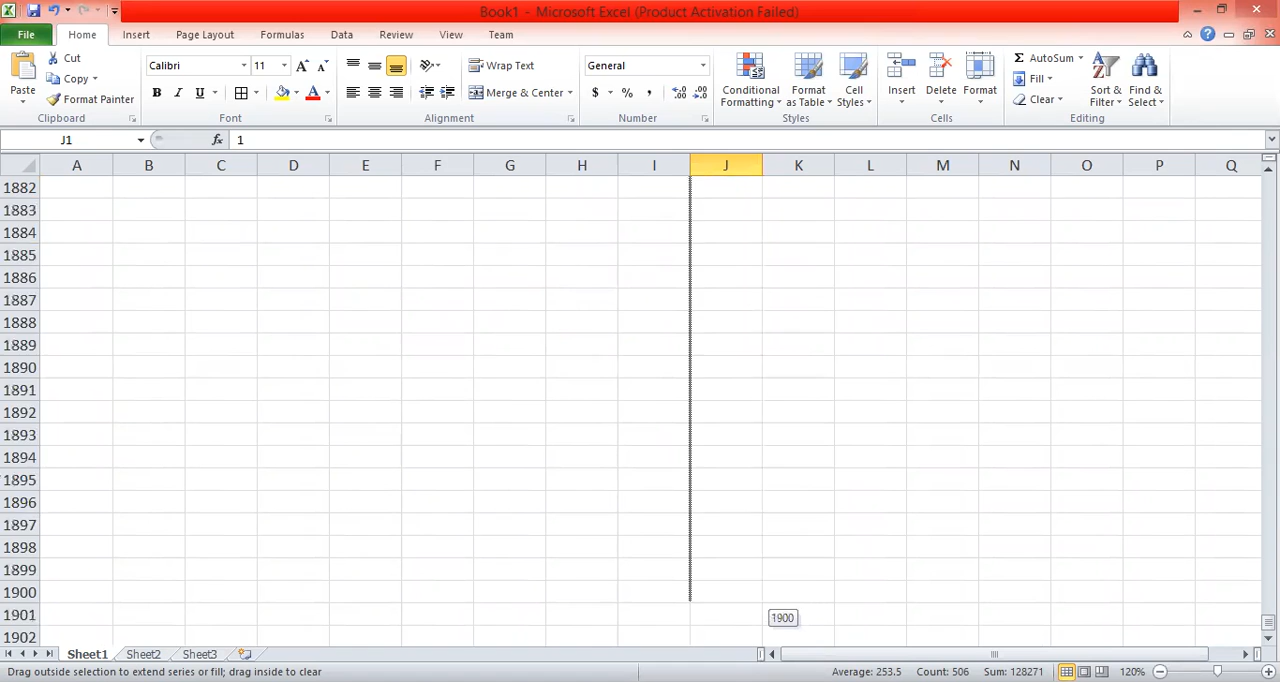 Book1 - Microsoft Excel (Product Activation Failed)
File Home Insert Page Layout Formulas Data Review View Team
Paste
Cut
Copy
Format Painter
Clipboard
Calibri 11
B I U
Font
Wrap Text
Merge & Center
Alignment
General
$ % ,
Number
Conditional Formatting
Format as Table
Cell Styles
Styles
Insert
Delete
Format
Cells
AutoSum
Fill
Clear
Sort & Filter
Find & Select
Editing
J1 fx 1
A B C D E F G H I J K L M N O P Q
1882
1883
1884
1885
1886
1887
1888
1889
1890
1891
1892
1893
1894
1895
1896
1897
1898
1899
1900
1901
1900
1902
Sheet1 Sheet2 Sheet3
Drag outside selection to extend series or fill; drag inside to clear Average: 253.5 Count: 506 Sum: 128271 120%